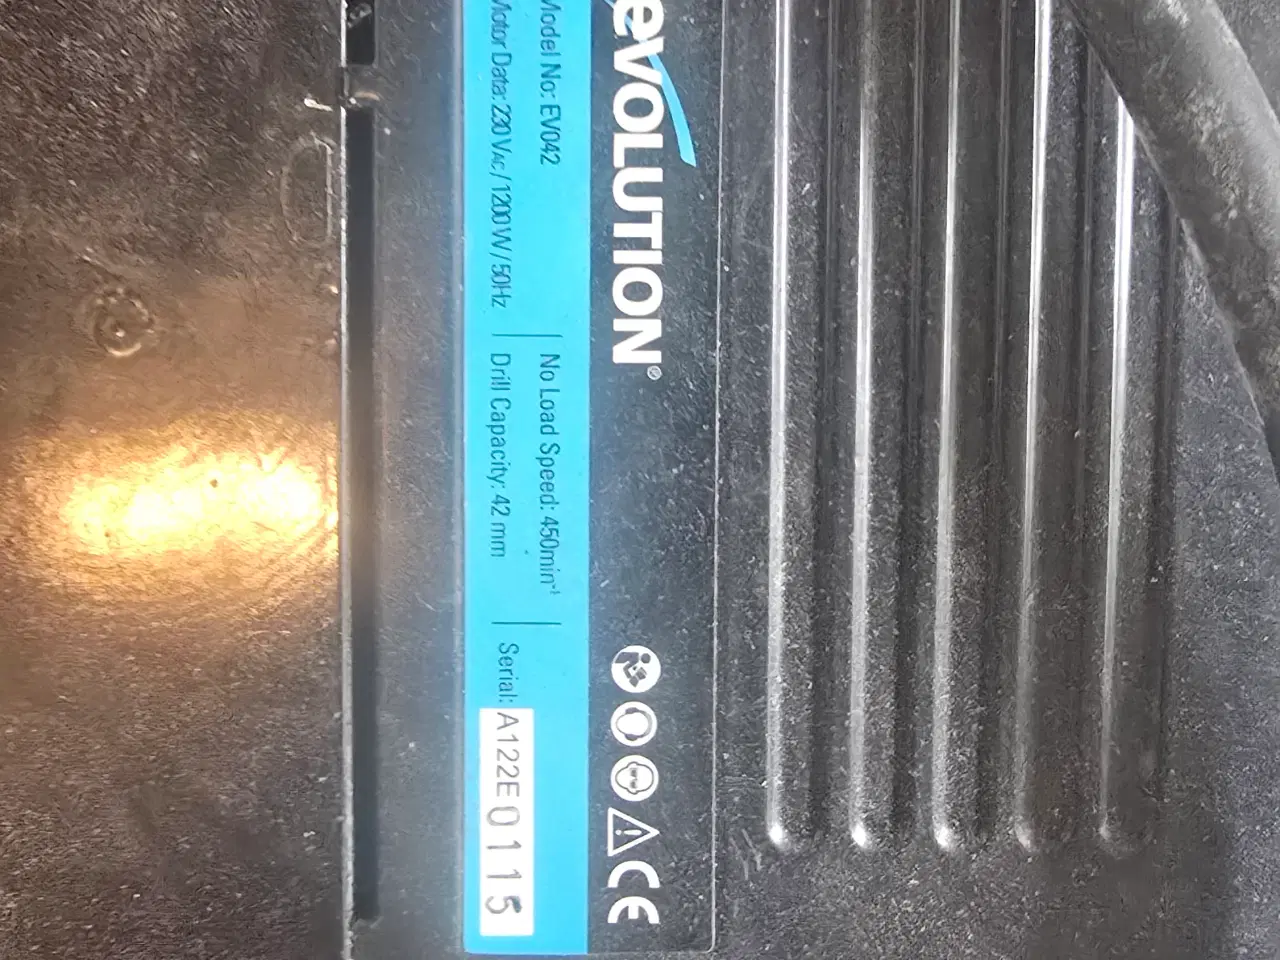 eVOLUTION®
Model No: EV042
No Load Speed: 450min⁻¹
Motor Data: 230 VAC / 1200 W / 50Hz
Drill Capacity: 42 mm
Serial: A122E0115
CE